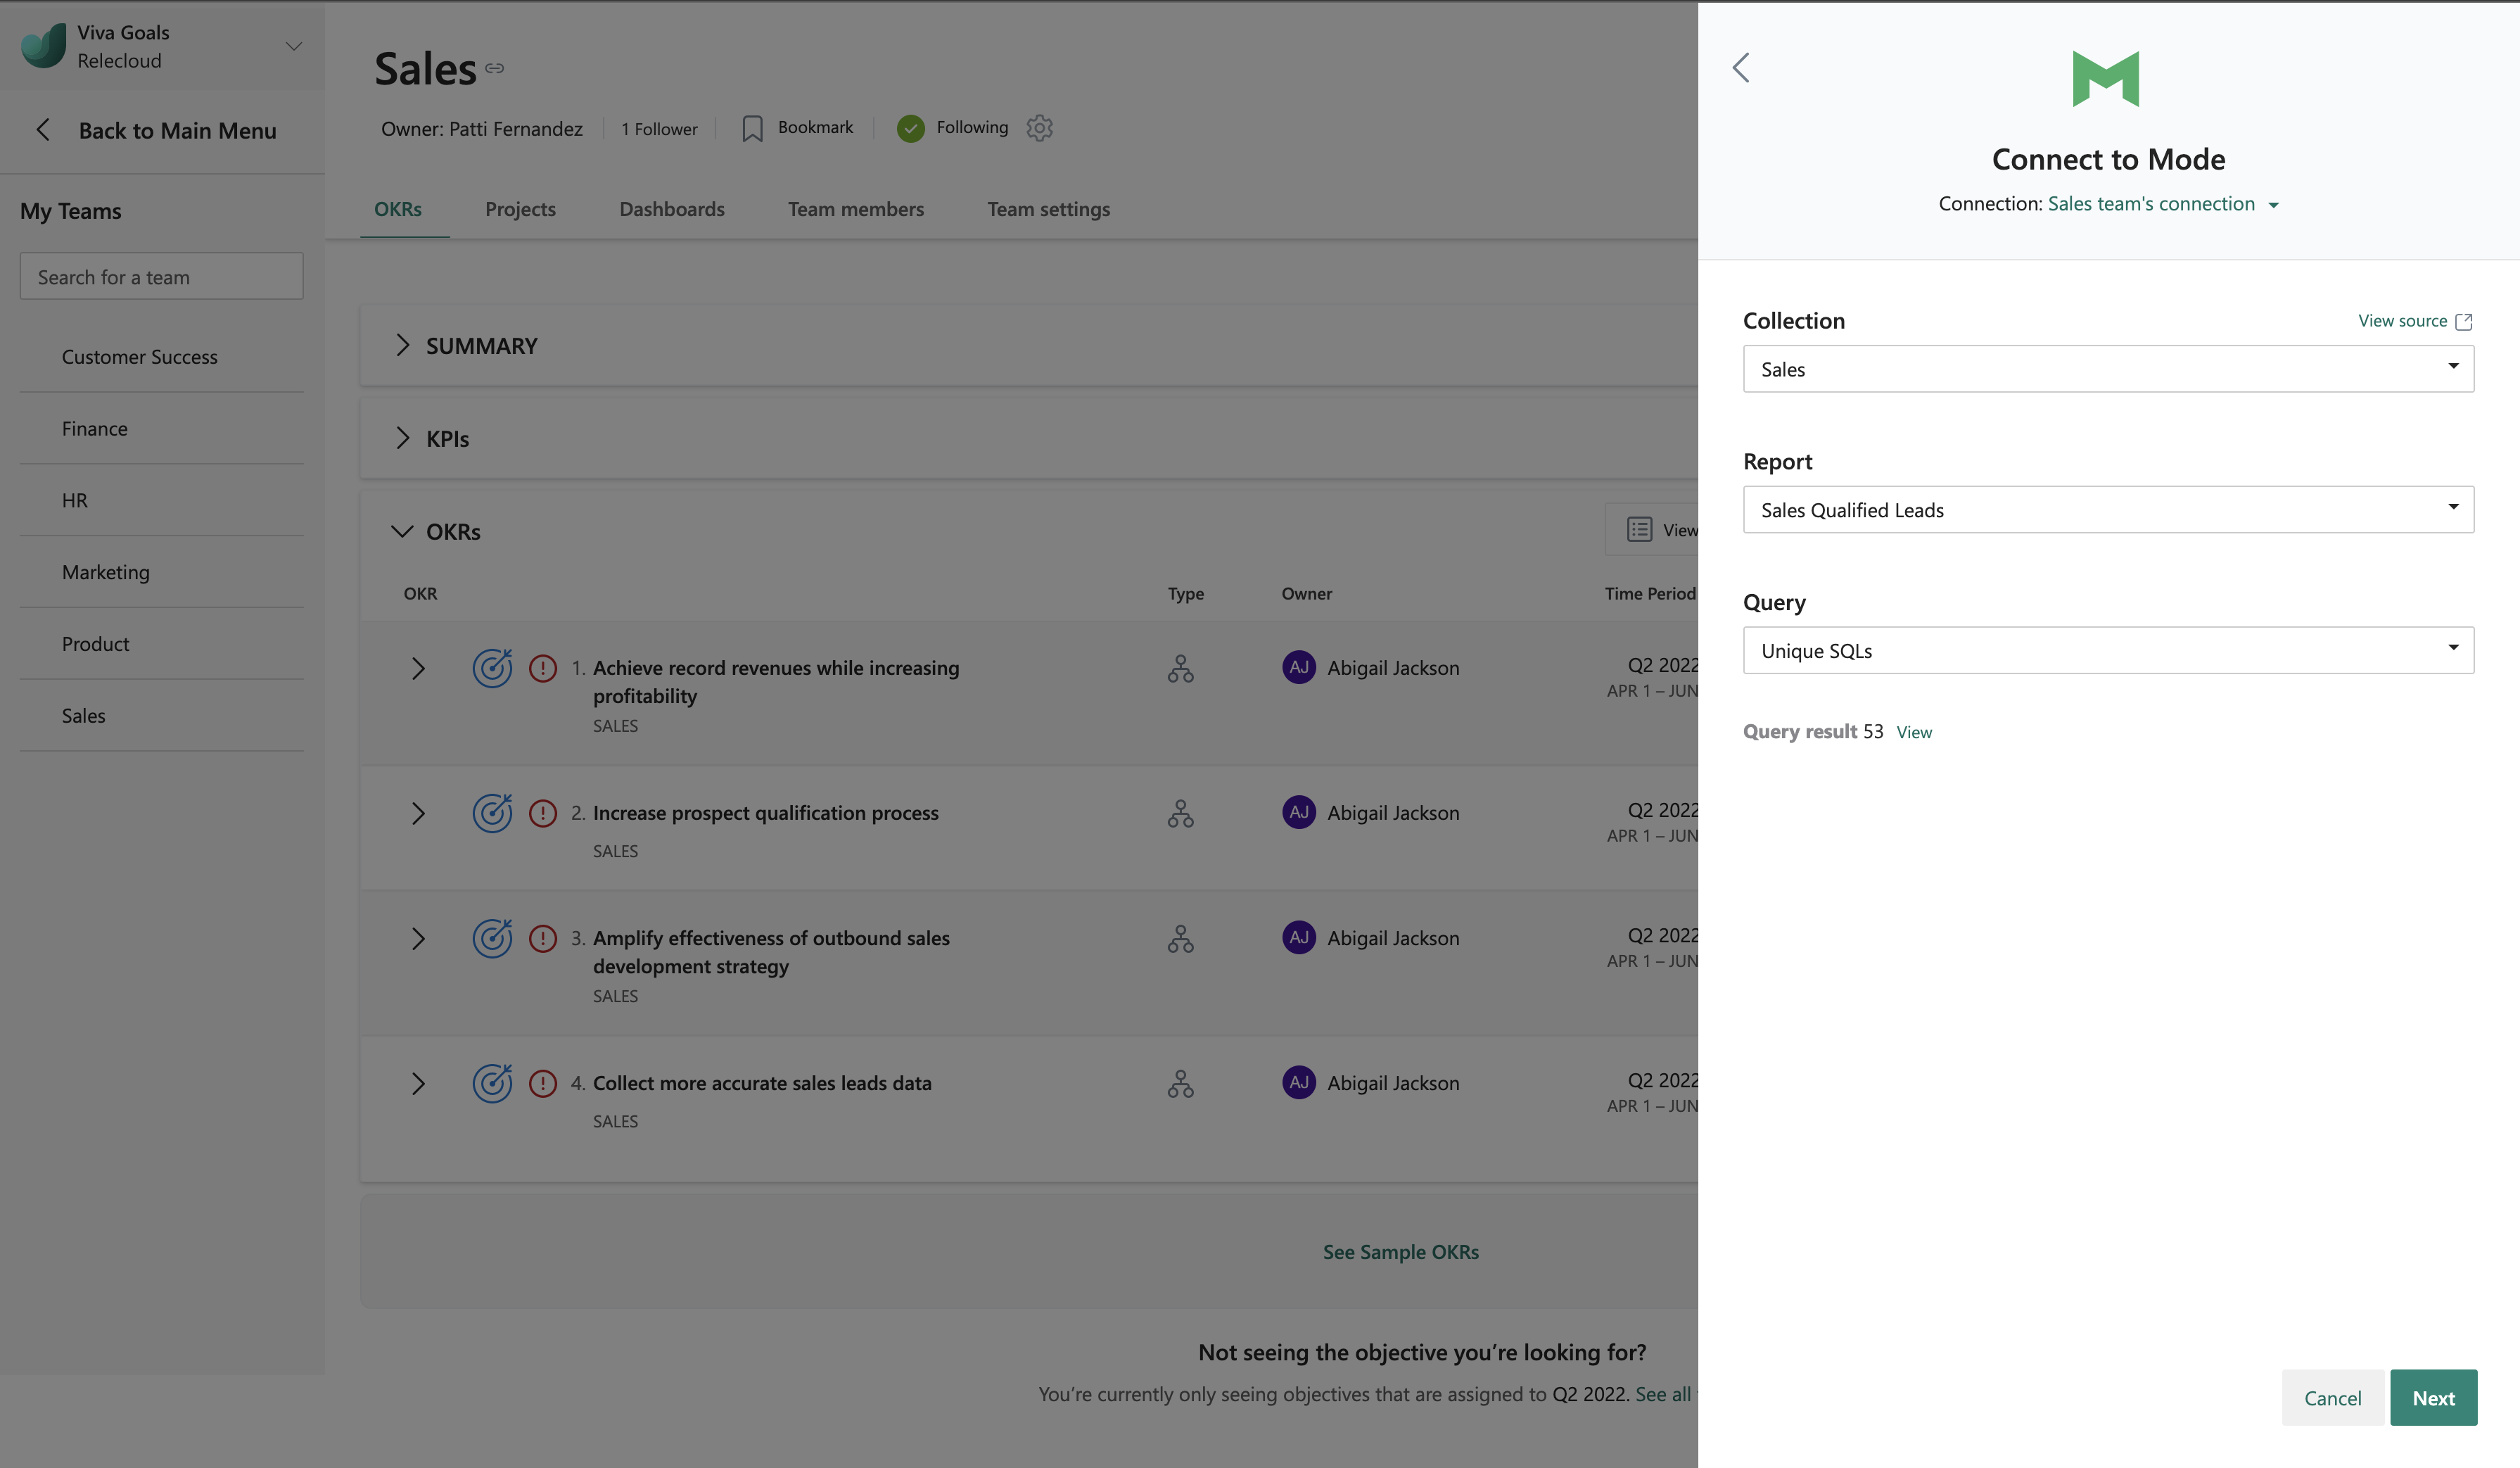 Viva Goals
Relecloud
Back to Main Menu
My Teams
Search for a team
Customer Success
Finance
HR
Marketing
Product
Sales
Sales
Owner: Patti Fernandez
1 Follower
Bookmark
Following
OKRs
Projects
Dashboards
Team members
Team settings
SUMMARY
KPIs
OKRs
View
OKR
Type
Owner
Time Period
1. Achieve record revenues while increasing
profitability
SALES
AJ Abigail Jackson
Q2 2022
APR 1 – JUN
2. Increase prospect qualification process
SALES
AJ Abigail Jackson
Q2 2022
APR 1 – JUN
3. Amplify effectiveness of outbound sales
development strategy
SALES
AJ Abigail Jackson
Q2 2022
APR 1 – JUN
4. Collect more accurate sales leads data
SALES
AJ Abigail Jackson
Q2 2022
APR 1 – JUN
See Sample OKRs
Not seeing the objective you’re looking for?
You’re currently only seeing objectives that are assigned to Q2 2022. See all
Connect to Mode
Connection: Sales team's connection
Collection
View source
Sales
Report
Sales Qualified Leads
Query
Unique SQLs
Query result 53 View
Cancel
Next